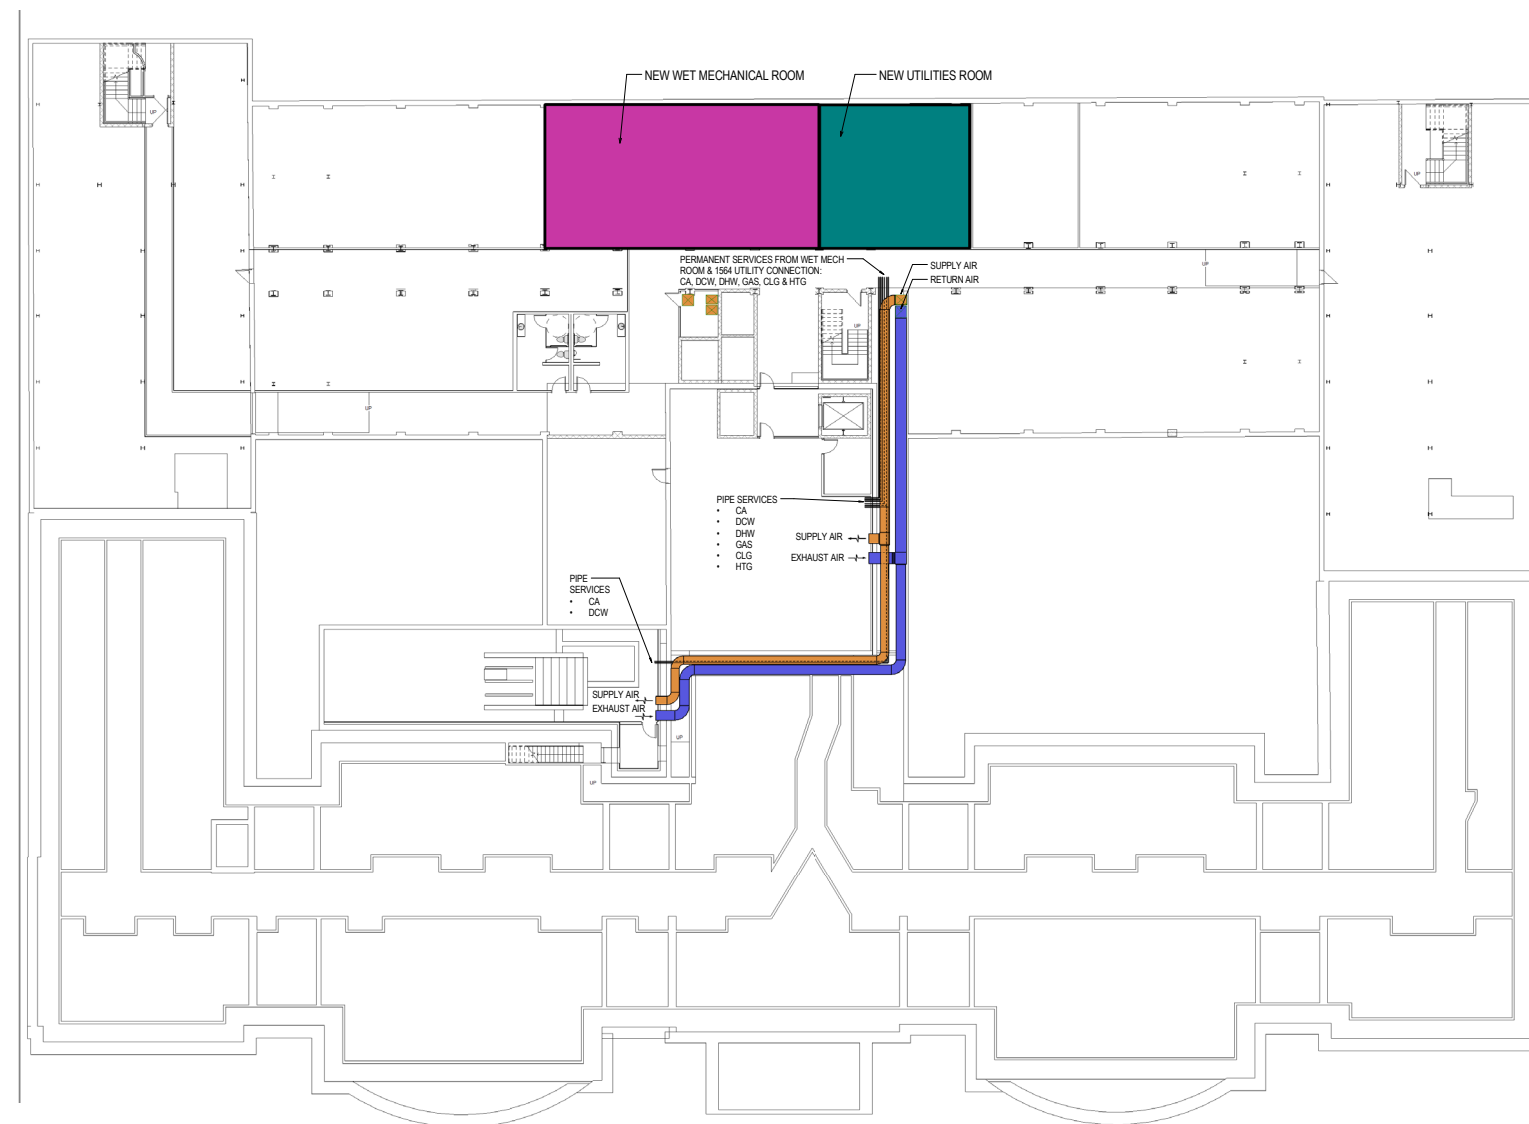 NEW WET MECHANICAL ROOM
NEW UTILITIES ROOM
UP
UP
PERMANENT SERVICES FROM WET MECH
ROOM & 1564 UTILITY CONNECTION:
CA, DCW, DHW, GAS, CLG & HTG
SUPPLY AIR
RETURN AIR
UP
UP
UP
PIPE SERVICES
• CA
• DCW
• DHW
• GAS
• CLG
• HTG
SUPPLY AIR
EXHAUST AIR
PIPE
SERVICES
• CA
• DCW
SUPPLY AIR
EXHAUST AIR
UP
UP